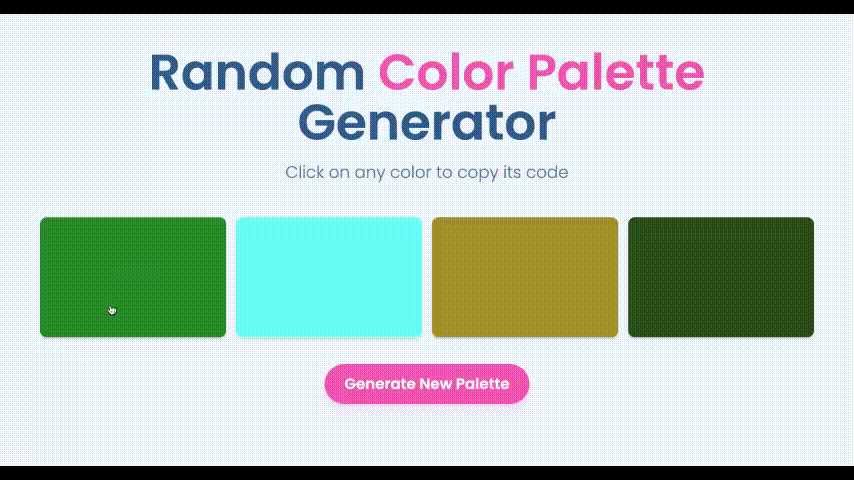 Random Color Palette
Generator
Click on any color to copy its code
Generate New Palette